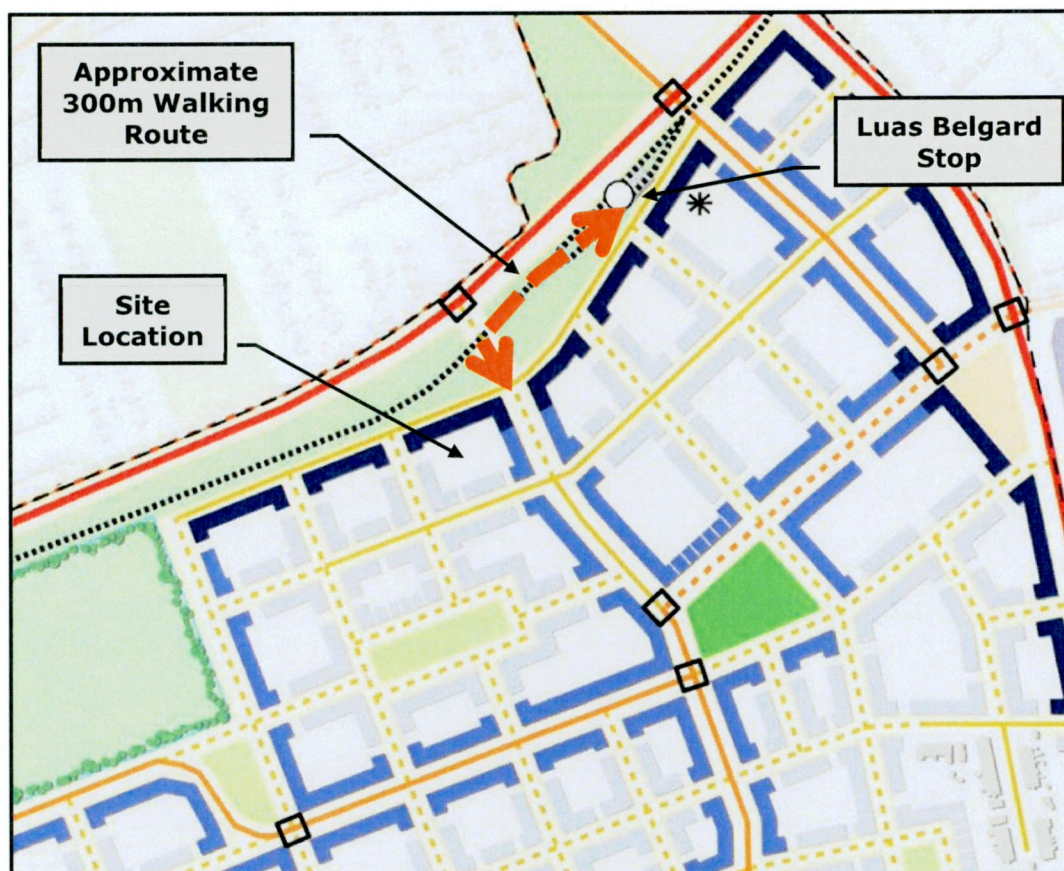 Approximate
300m Walking
Route
Luas Belgard
Stop
Site
Location